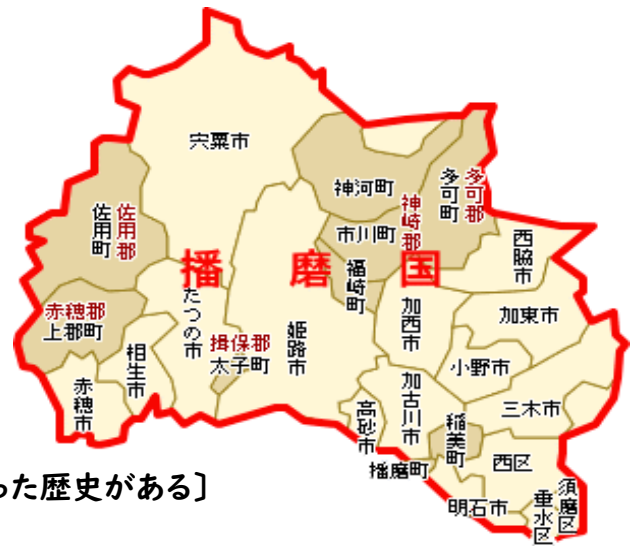 宍粟市
神河町
多可町
多可郡
佐用町
佐用郡
市川町
神崎郡
西脇市
播磨国
福崎町
たつの市
加西市
加東市
赤穂郡
上郡町
相生市
揖保郡
太子町
姫路市
小野市
赤穂市
高砂市
加古川市
稲美町
三木市
播磨町
西区
明石市
垂水区
須磨区
った歴史がある〕